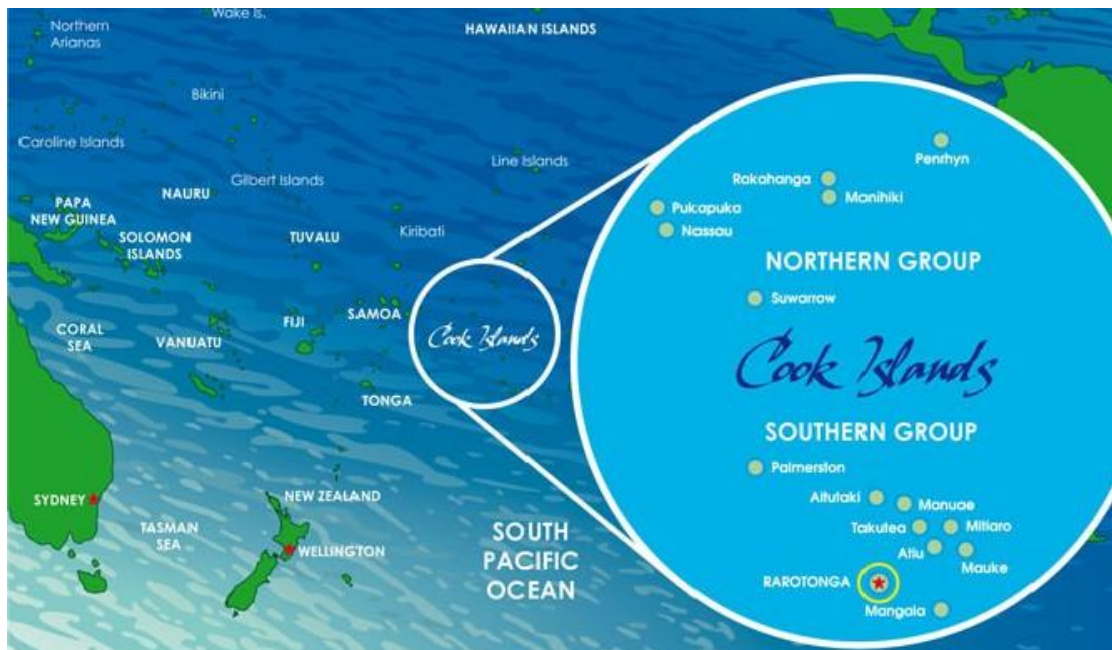 Northern
Arianas
Wake Is.
HAWAIIAN ISLANDS
Bikini
Caroline Islands
Line Islands
Gilbert Islands
NAURU
PAPA
NEW GUINEA
SOLOMON
ISLANDS
TUVALU
Kiribati
SAMOA
FIJI
CORAL
SEA
VANUATU
Cook Islands
TONGA
SYDNEY
NEW ZEALAND
TASMAN
SEA
WELLINGTON
SOUTH
PACIFIC
OCEAN
Penrhyn
Rakahanga
Manihiki
Pukapuka
Nassau
NORTHERN GROUP
Suwarrow
Cook Islands
SOUTHERN GROUP
Palmerston
Aitutaki
Manuae
Takutea
Mitiaro
Atiu
Mauke
RAROTONGA
Mangaia